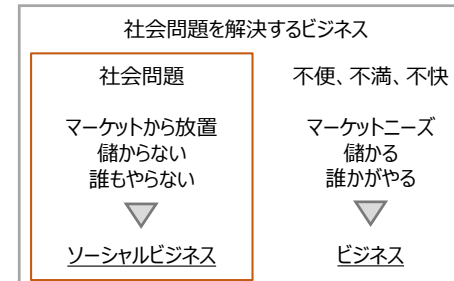 社会問題を解決するビジネス
社会問題
マーケットから放置
儲からない
誰もやらない
ソーシャルビジネス
不便、不満、不快
マーケットニーズ
儲かる
誰かがやる
ビジネス